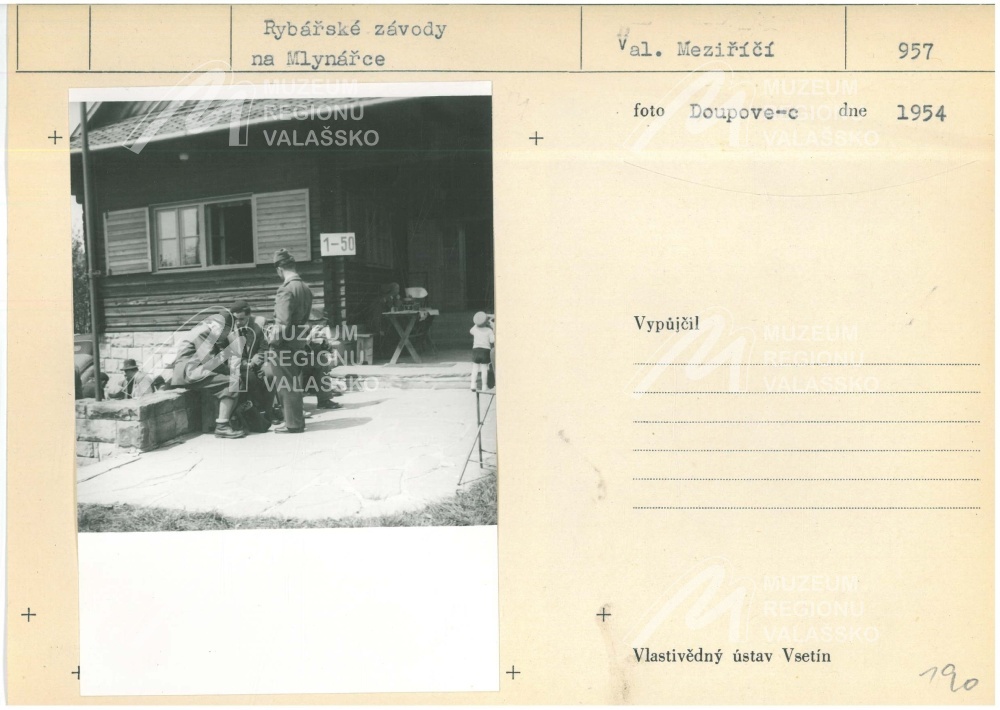 Rybářské závody
na Mlynářce
Val. Meziříčí
957
foto Doupovec dne 1954
1-50
MUZEUM
REGIONU
VALAŠSKO
MUZEUM
REGIONU
VALAŠSKO
Vypůjčil
MUZEUM
REGIONU
VALAŠSKO
MUZEUM
REGIONU
VALAŠSKO
MUZEUM
REGIONU
VALAŠSKO
Vlastivědný ústav Vsetín
190